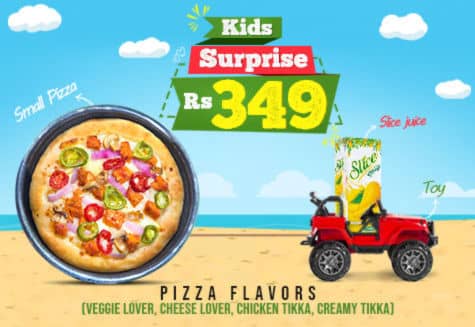 Kids
Surprise
Rs 349
Small Pizza
Slice juice
Slice
Toy
PIZZA FLAVORS
(VEGGIE LOVER, CHEESE LOVER, CHICKEN TIKKA, CREAMY TIKKA)